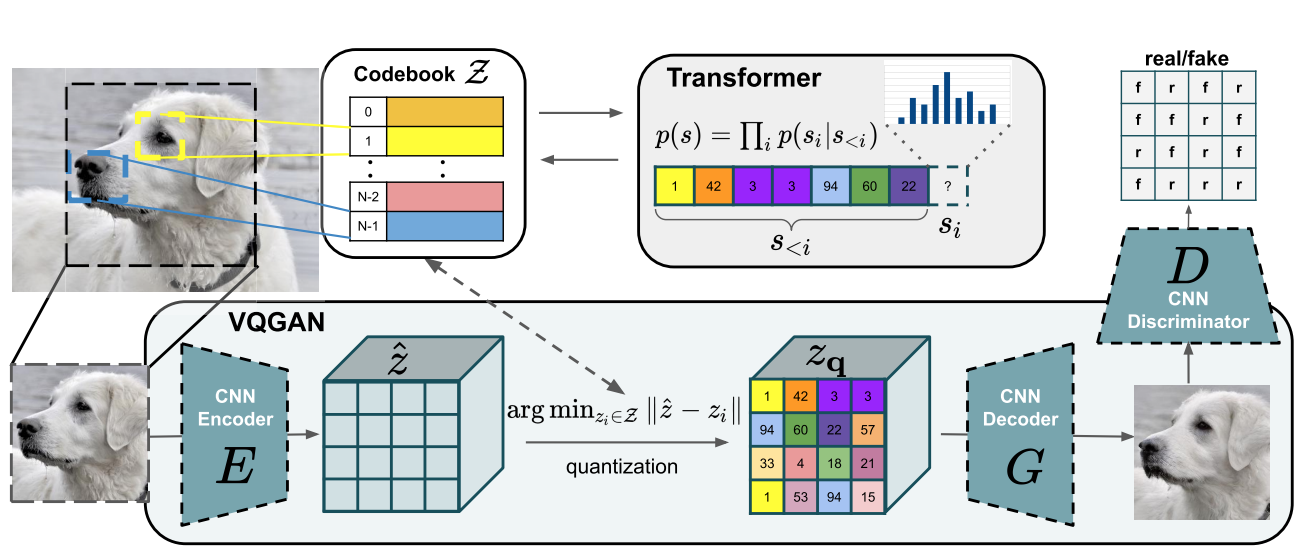 Codebook 𝒵
0
1
N-2
N-1
Transformer
p(s) = ∏ᵢ p(sᵢ|s<ᵢ)
1 42 3 3 94 60 22 ?
s<ᵢ
sᵢ
real/fake
f r f r
f f r f
r f r f
f r r r
D
CNN
Discriminator
VQGAN
CNN
Encoder
E
ẑ
arg min_{zᵢ∈𝒵} ‖ẑ − zᵢ‖
quantization
z_q
1 42 3 3
94 60 22 57
33 4 18 21
1 53 94 15
CNN
Decoder
G